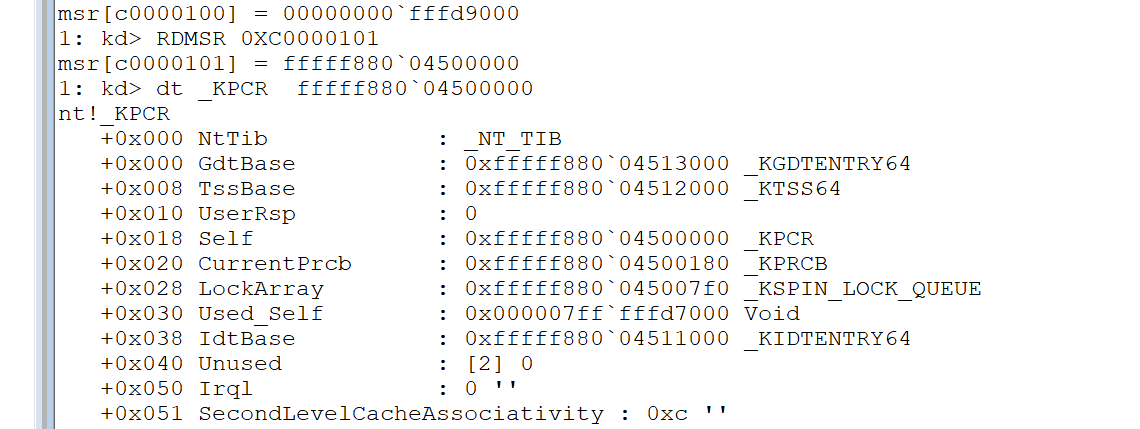 msr[c0000100] = 00000000`fffd9000
1: kd> RDMSR 0XC0000101
msr[c0000101] = fffff880`04500000
1: kd> dt _KPCR  fffff880`04500000
nt!_KPCR
   +0x000 NtTib            : _NT_TIB
   +0x000 GdtBase          : 0xfffff880`04513000 _KGDTENTRY64
   +0x008 TssBase          : 0xfffff880`04512000 _KTSS64
   +0x010 UserRsp          : 0
   +0x018 Self             : 0xfffff880`04500000 _KPCR
   +0x020 CurrentPrcb      : 0xfffff880`04500180 _KPRCB
   +0x028 LockArray        : 0xfffff880`045007f0 _KSPIN_LOCK_QUEUE
   +0x030 Used_Self        : 0x000007ff`fffd7000 Void
   +0x038 IdtBase          : 0xfffff880`04511000 _KIDTENTRY64
   +0x040 Unused           : [2] 0
   +0x050 Irql             : 0 ''
   +0x051 SecondLevelCacheAssociativity : 0xc ''